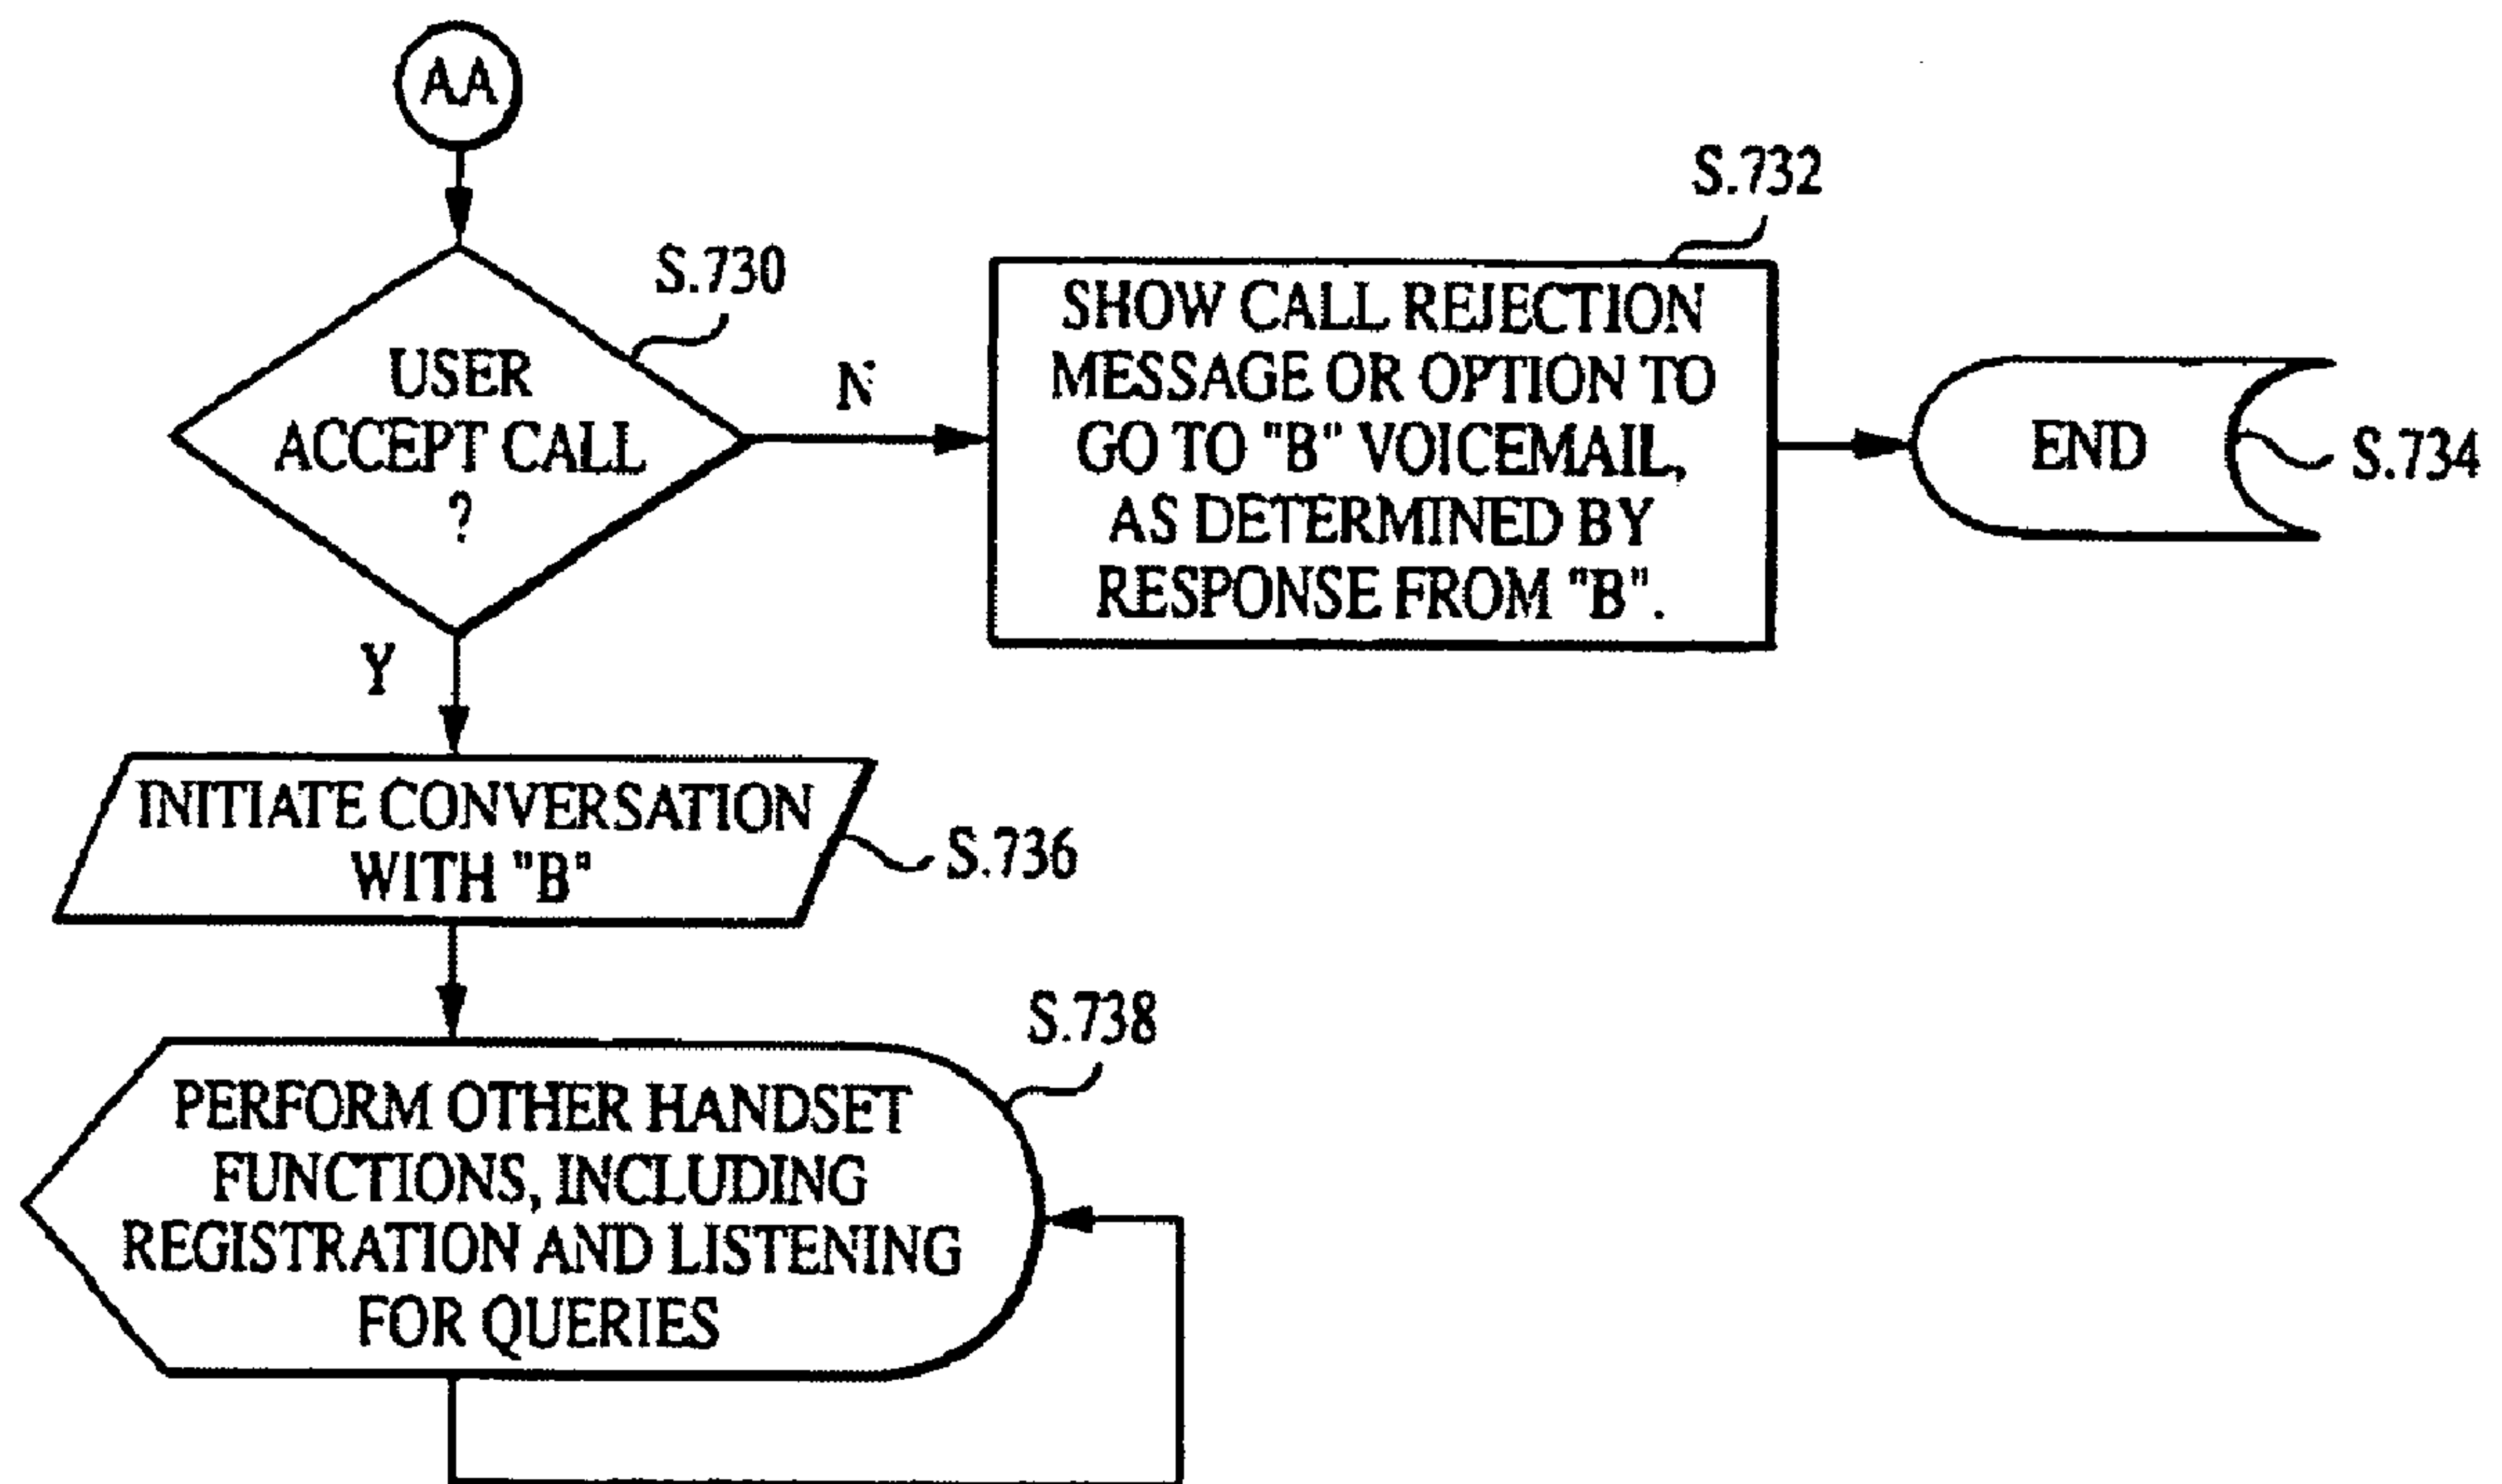 AA
S.730
USER
ACCEPT CALL
?
N
Y
S.732
SHOW CALL REJECTION
MESSAGE OR OPTION TO
GO TO "B" VOICEMAIL,
AS DETERMINED BY
RESPONSE FROM "B".
END
S.734
INITIATE CONVERSATION
WITH "B"
S.736
S.738
PERFORM OTHER HANDSET
FUNCTIONS, INCLUDING
REGISTRATION AND LISTENING
FOR QUERIES